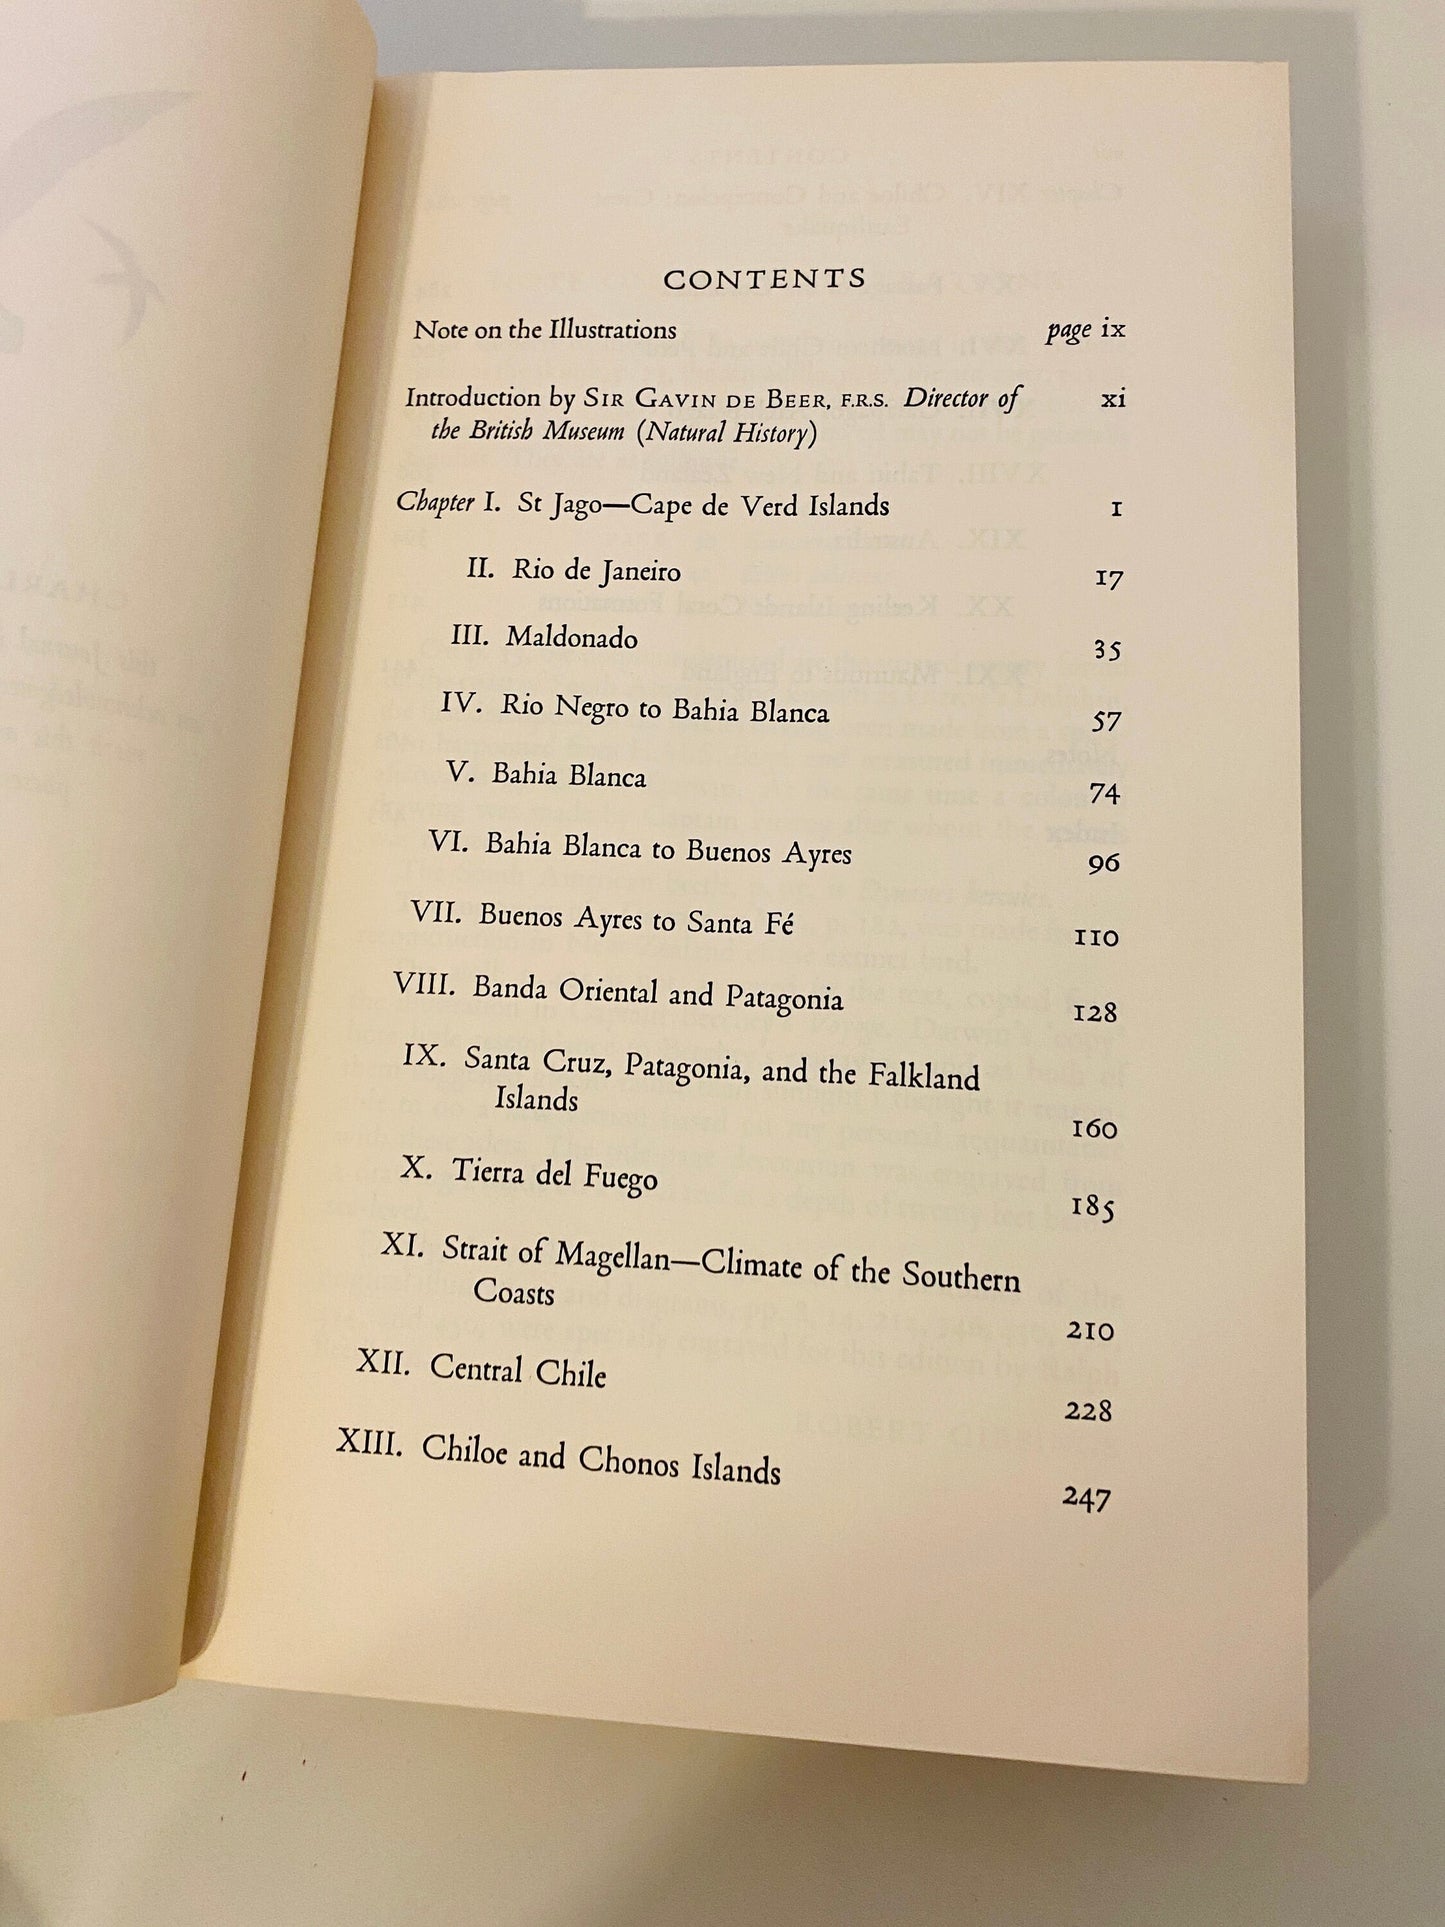 CONTENTS
Note on the Illustrations page ix
Introduction by SIR GAVIN DE BEER, F.R.S. Director of xi
the British Museum (Natural History)
Chapter I. St Jago—Cape de Verd Islands 1
II. Rio de Janeiro 17
III. Maldonado 35
IV. Rio Negro to Bahia Blanca 57
V. Bahia Blanca 74
VI. Bahia Blanca to Buenos Ayres 96
VII. Buenos Ayres to Santa Fé 110
VIII. Banda Oriental and Patagonia 128
IX. Santa Cruz, Patagonia, and the Falkland
Islands 160
X. Tierra del Fuego 185
XI. Strait of Magellan—Climate of the Southern
Coasts 210
XII. Central Chile 228
XIII. Chiloe and Chonos Islands 247